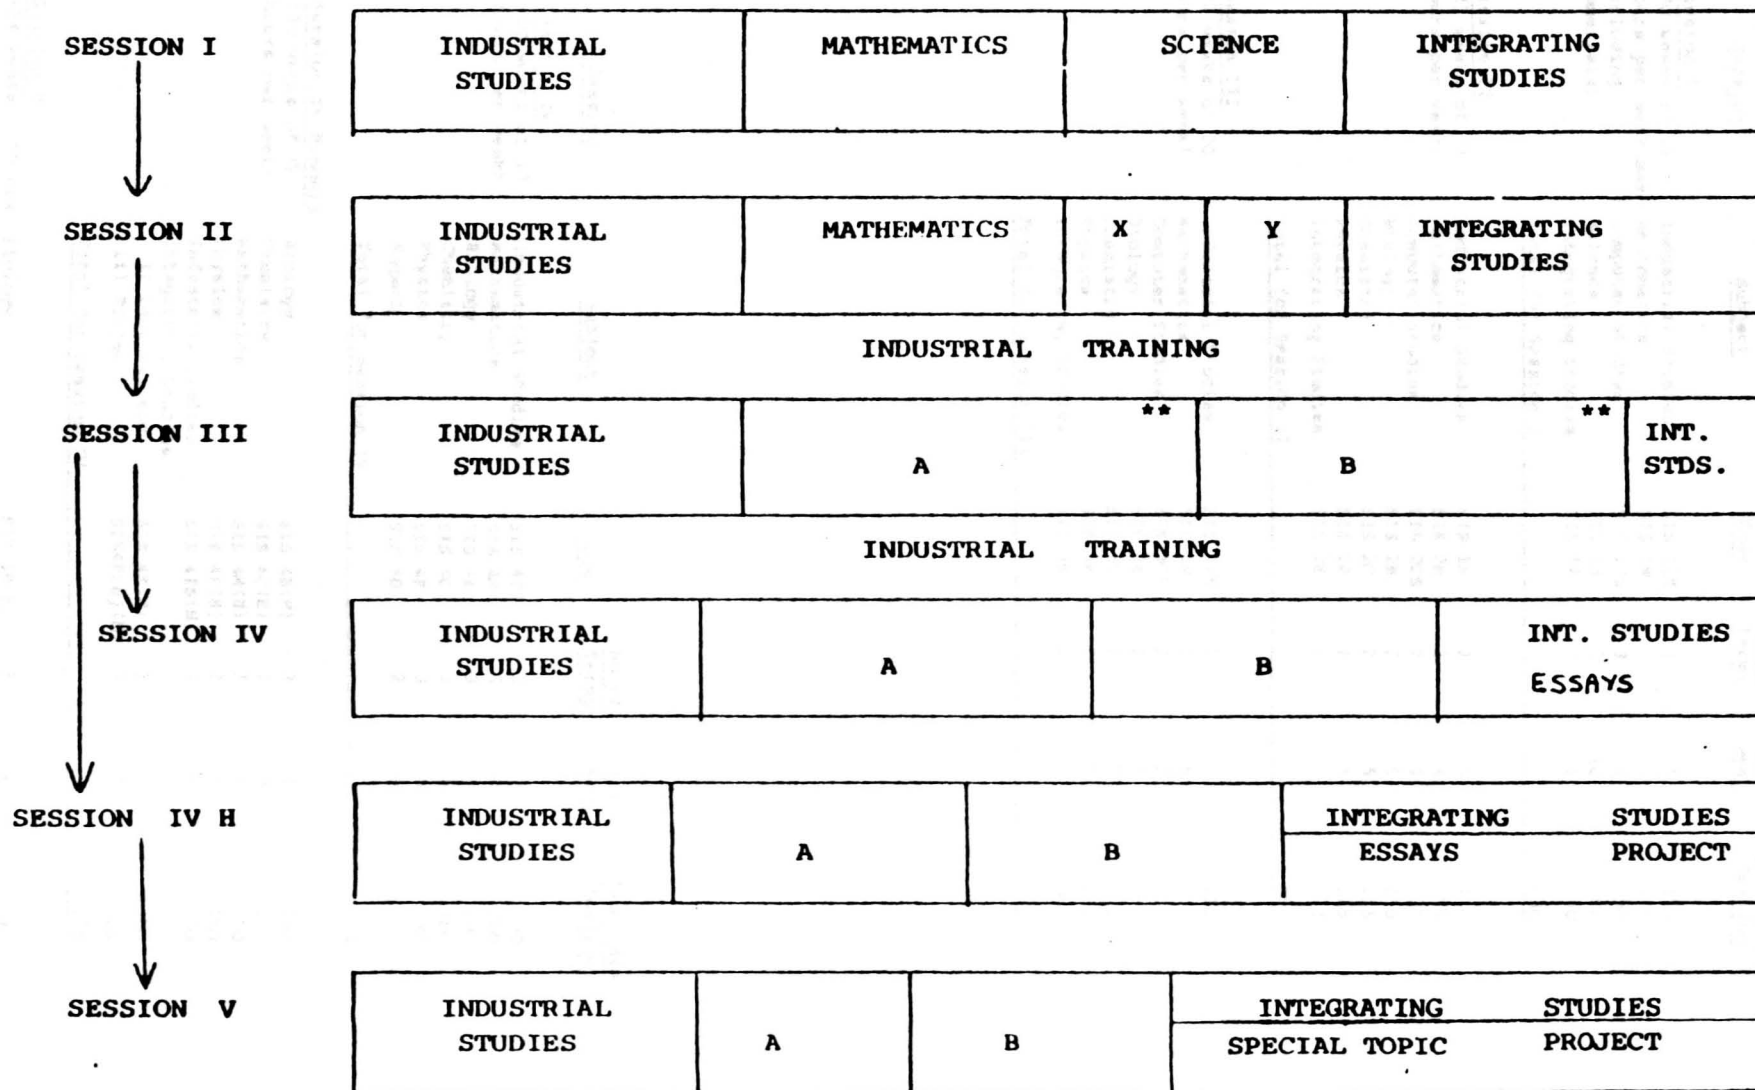 SESSION I INDUSTRIAL MATHEMATICS SCIENCE INTEGRATING
STUDIES STUDIES
SESSION II INDUSTRIAL MATHEMATICS X Y INTEGRATING
STUDIES STUDIES
INDUSTRIAL TRAINING
** **
SESSION III INDUSTRIAL INT.
STUDIES A B STDS.
INDUSTRIAL TRAINING
SESSION IV INDUSTRIAL INT. STUDIES
STUDIES A B ESSAYS
SESSION IV H INDUSTRIAL INTEGRATING STUDIES
STUDIES A B ESSAYS PROJECT
SESSION V INDUSTRIAL INTEGRATING STUDIES
STUDIES A B SPECIAL TOPIC PROJECT